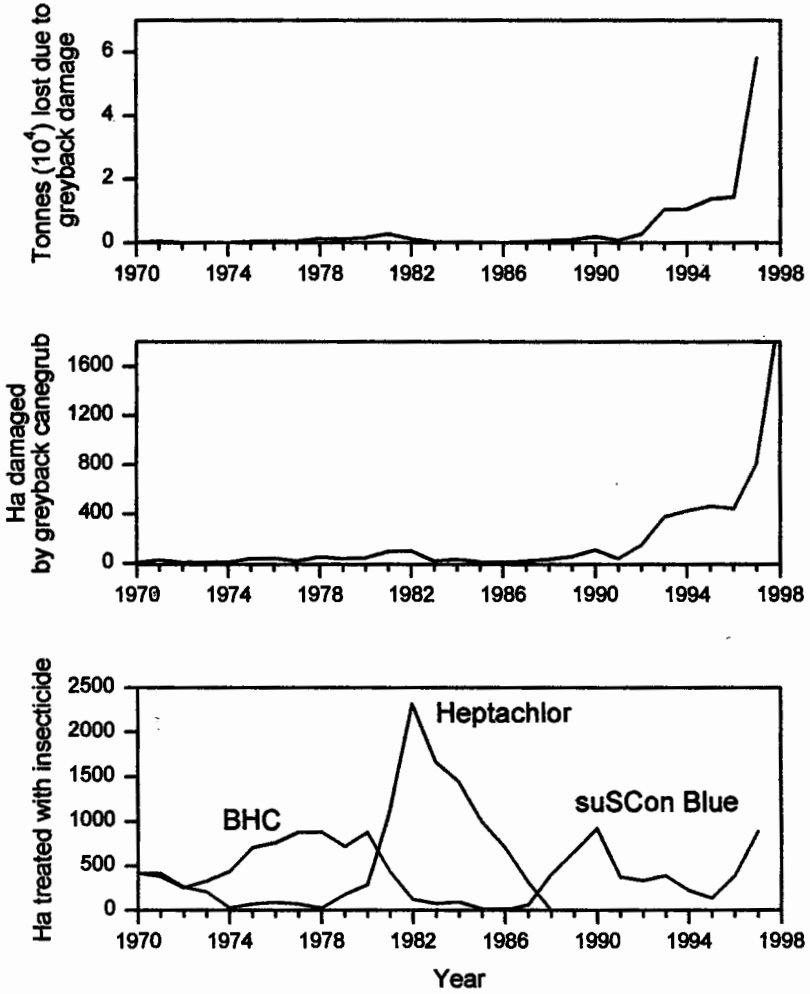 Tonnes (10⁴) lost due to
greyback damage
6
4
2
0
1970 1974 1978 1982 1986 1990 1994 1998
Ha damaged
by greyback canegrub
1600
1200
800
400
0
1970 1974 1978 1982 1986 1990 1994 1998
Ha treated with insecticide
2500
2000
1500
1000
500
0
Heptachlor
suSCon Blue
BHC
1970 1974 1978 1982 1986 1990 1994 1998
Year